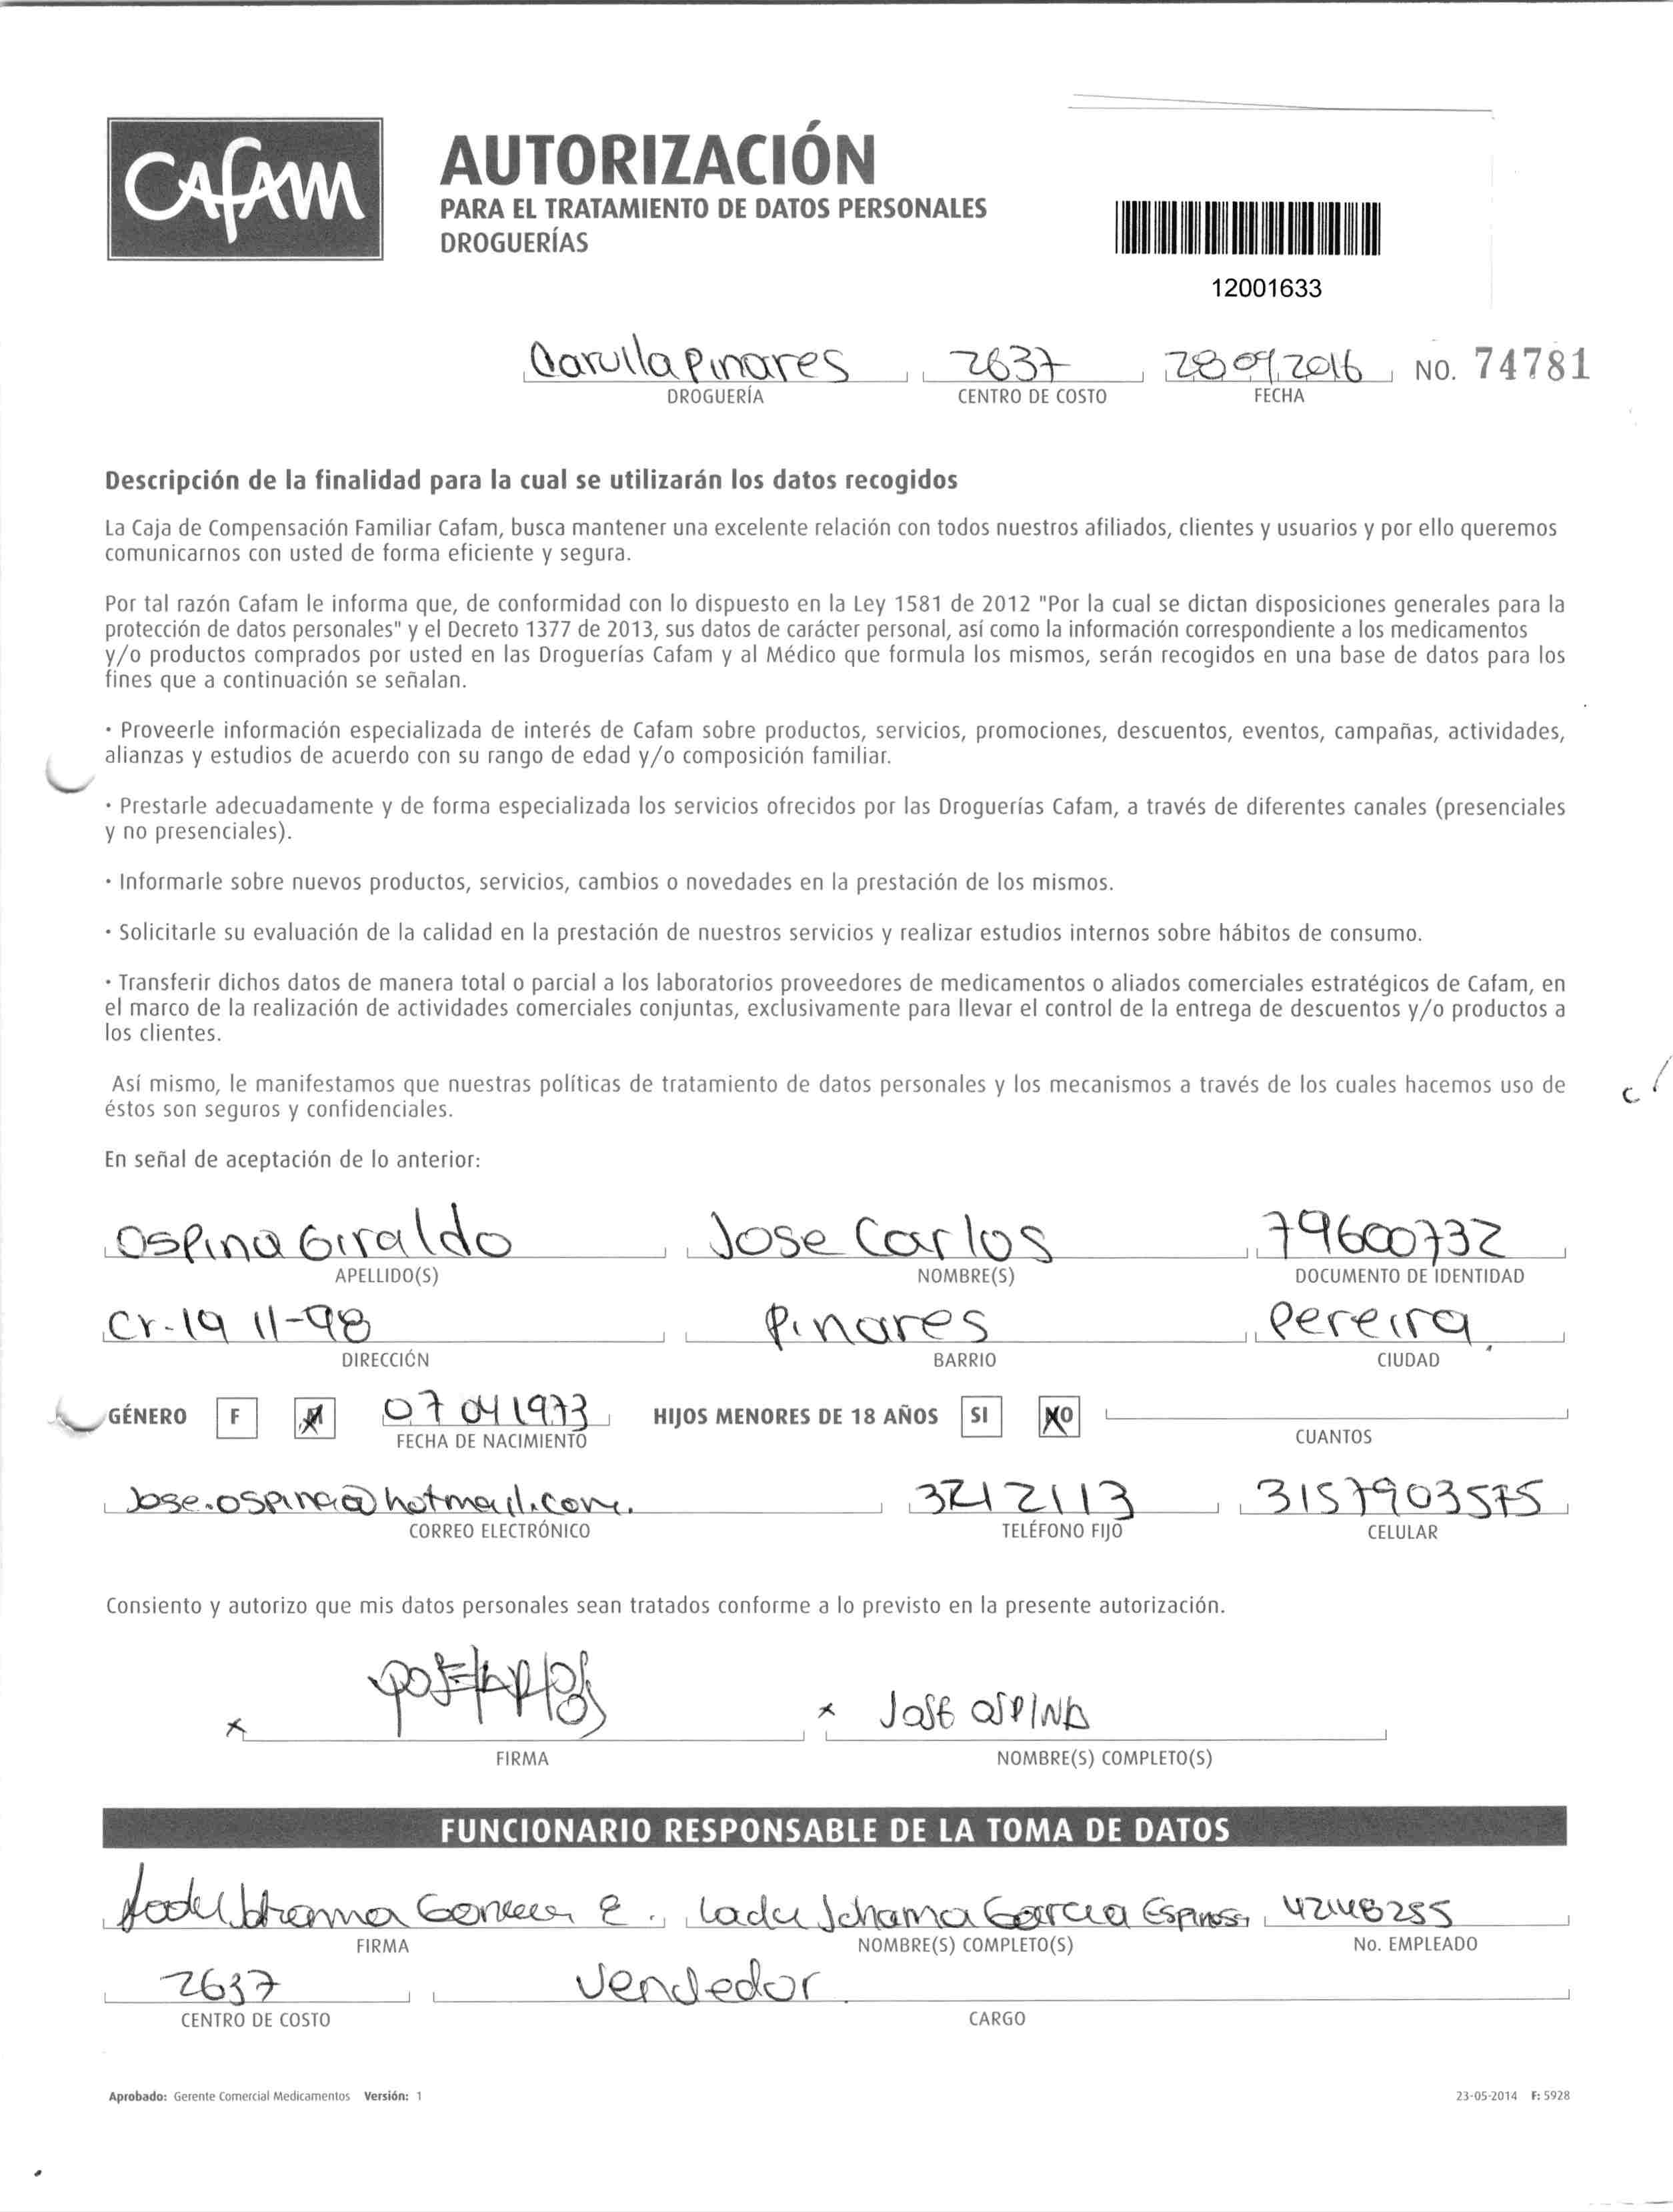 CAFAM
AUTORIZACIÓN
PARA EL TRATAMIENTO DE DATOS PERSONALES
DROGUERÍAS
12001633
Carulla Pinares 2637 28 09 2016 NO. 74781
DROGUERÍA CENTRO DE COSTO FECHA
Descripción de la finalidad para la cual se utilizarán los datos recogidos
La Caja de Compensación Familiar Cafam, busca mantener una excelente relación con todos nuestros afiliados, clientes y usuarios y por ello queremos
comunicarnos con usted de forma eficiente y segura.
Por tal razón Cafam le informa que, de conformidad con lo dispuesto en la Ley 1581 de 2012 "Por la cual se dictan disposiciones generales para la
protección de datos personales" y el Decreto 1377 de 2013, sus datos de carácter personal, así como la información correspondiente a los medicamentos
y/o productos comprados por usted en las Droguerías Cafam y al Médico que formula los mismos, serán recogidos en una base de datos para los
fines que a continuación se señalan.
· Proveerle información especializada de interés de Cafam sobre productos, servicios, promociones, descuentos, eventos, campañas, actividades,
alianzas y estudios de acuerdo con su rango de edad y/o composición familiar.
· Prestarle adecuadamente y de forma especializada los servicios ofrecidos por las Droguerías Cafam, a través de diferentes canales (presenciales
y no presenciales).
· Informarle sobre nuevos productos, servicios, cambios o novedades en la prestación de los mismos.
· Solicitarle su evaluación de la calidad en la prestación de nuestros servicios y realizar estudios internos sobre hábitos de consumo.
· Transferir dichos datos de manera total o parcial a los laboratorios proveedores de medicamentos o aliados comerciales estratégicos de Cafam, en
el marco de la realización de actividades comerciales conjuntas, exclusivamente para llevar el control de la entrega de descuentos y/o productos a
los clientes.
Así mismo, le manifestamos que nuestras políticas de tratamiento de datos personales y los mecanismos a través de los cuales hacemos uso de
éstos son seguros y confidenciales.
En señal de aceptación de lo anterior:
Ospina Giraldo Jose Carlos 79600732
APELLIDO(S) NOMBRE(S) DOCUMENTO DE IDENTIDAD
Cr-19 11-98 Pinares Pereira.
DIRECCIÓN BARRIO CIUDAD
GÉNERO F M 07 04 1973 HIJOS MENORES DE 18 AÑOS SI NO
FECHA DE NACIMIENTO CUANTOS
Jose.ospina@hotmail.com. 3212113 3157903575
CORREO ELECTRÓNICO TELÉFONO FIJO CELULAR
Consiento y autorizo que mis datos personales sean tratados conforme a lo previsto en la presente autorización.
x x JOSE OSPINA
FIRMA NOMBRE(S) COMPLETO(S)
FUNCIONARIO RESPONSABLE DE LA TOMA DE DATOS
Garcia Espinosa 42148255
FIRMA NOMBRE(S) COMPLETO(S) No. EMPLEADO
2637 Vendedor
CENTRO DE COSTO CARGO
Aprobado: Gerente Comercial Medicamentos Versión: 1 23-05-2014 F: 5928